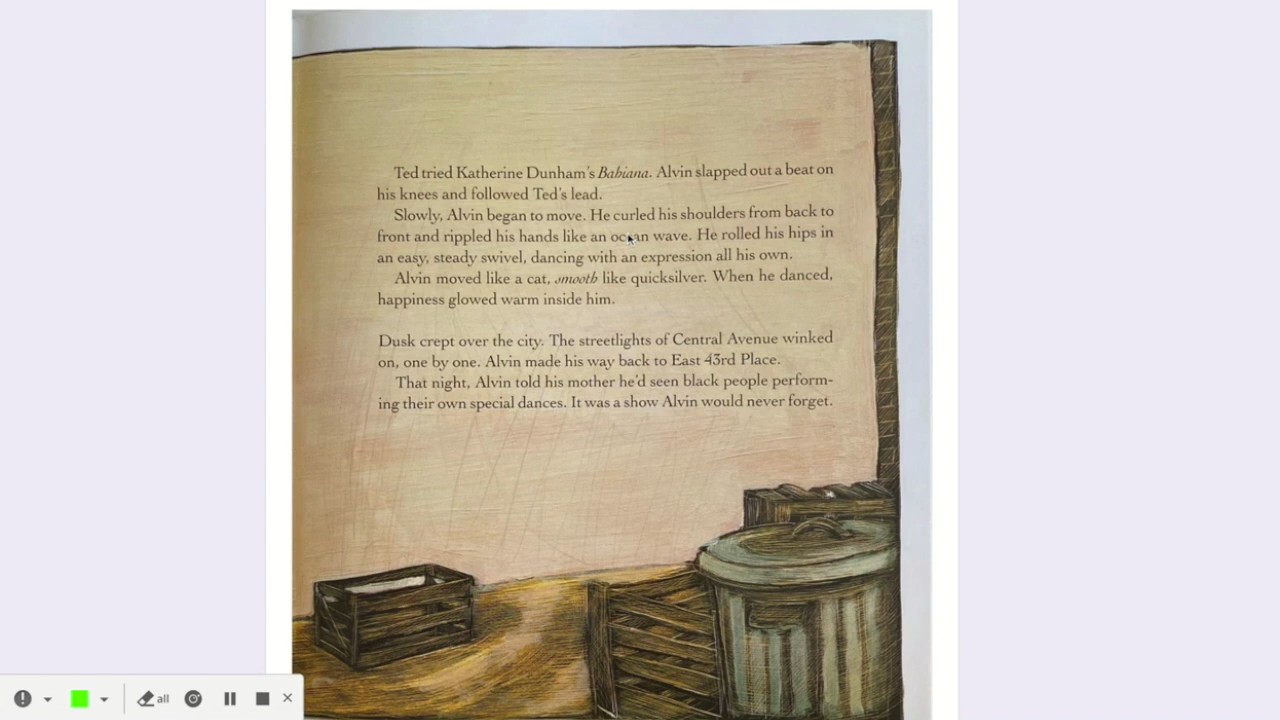 Ted tried Katherine Dunham's Bahiana. Alvin slapped out a beat on
his knees and followed Ted's lead.
Slowly, Alvin began to move. He curled his shoulders from back to
front and rippled his hands like an ocean wave. He rolled his hips in
an easy, steady swivel, dancing with an expression all his own.
Alvin moved like a cat, smooth like quicksilver. When he danced,
happiness glowed warm inside him.
Dusk crept over the city. The streetlights of Central Avenue winked
on, one by one. Alvin made his way back to East 43rd Place.
That night, Alvin told his mother he'd seen black people perform-
ing their own special dances. It was a show Alvin would never forget.
all